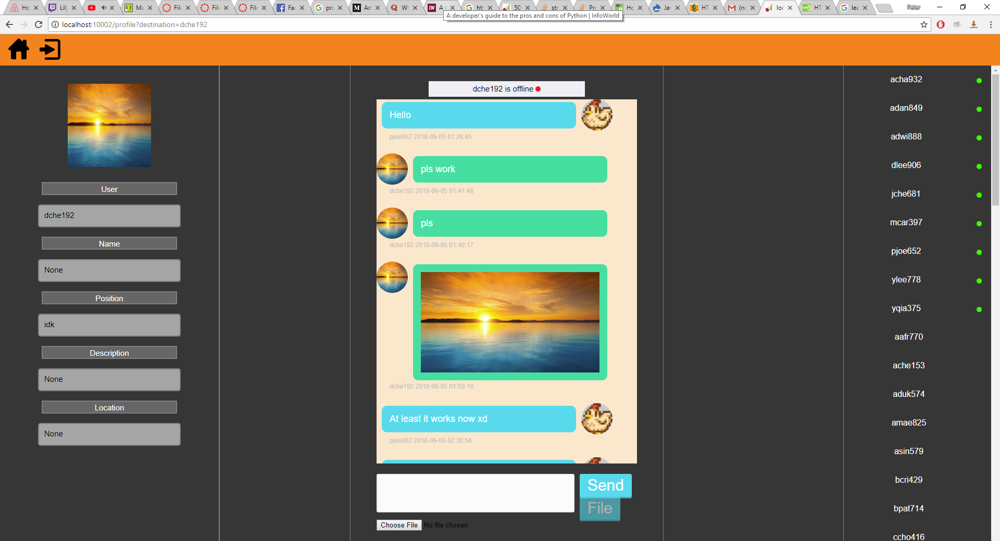 Ho
Lily
Ma
File
File
File
Fac
pro
Acl
Wl
A d
htt
50
str
Pre
Ho
Jav
HT
(no
loc
HT
lea
Peter
A developer's guide to the pros and cons of Python | InfoWorld
localhost:10002/profile?destination=dche192
dche192 is offline
User
dche192
Name
None
Position
idk
Description
None
Location
None
Hello
pjoe652 2018-06-05 01:26:45
pls work
dche192 2018-06-05 01:41:48
pls
dche192 2018-06-05 01:49:17
dche192 2018-06-05 01:50:18
At least it works now xd
pjoe652 2018-06-05 02:30:54
Send
File
Choose File No file chosen
acha932
adan849
adwi888
dlee906
jche681
mcar397
pjoe652
ylee778
yqia375
aafr770
ache153
aduk574
amae825
asin579
bcri429
bpat714
ccho416